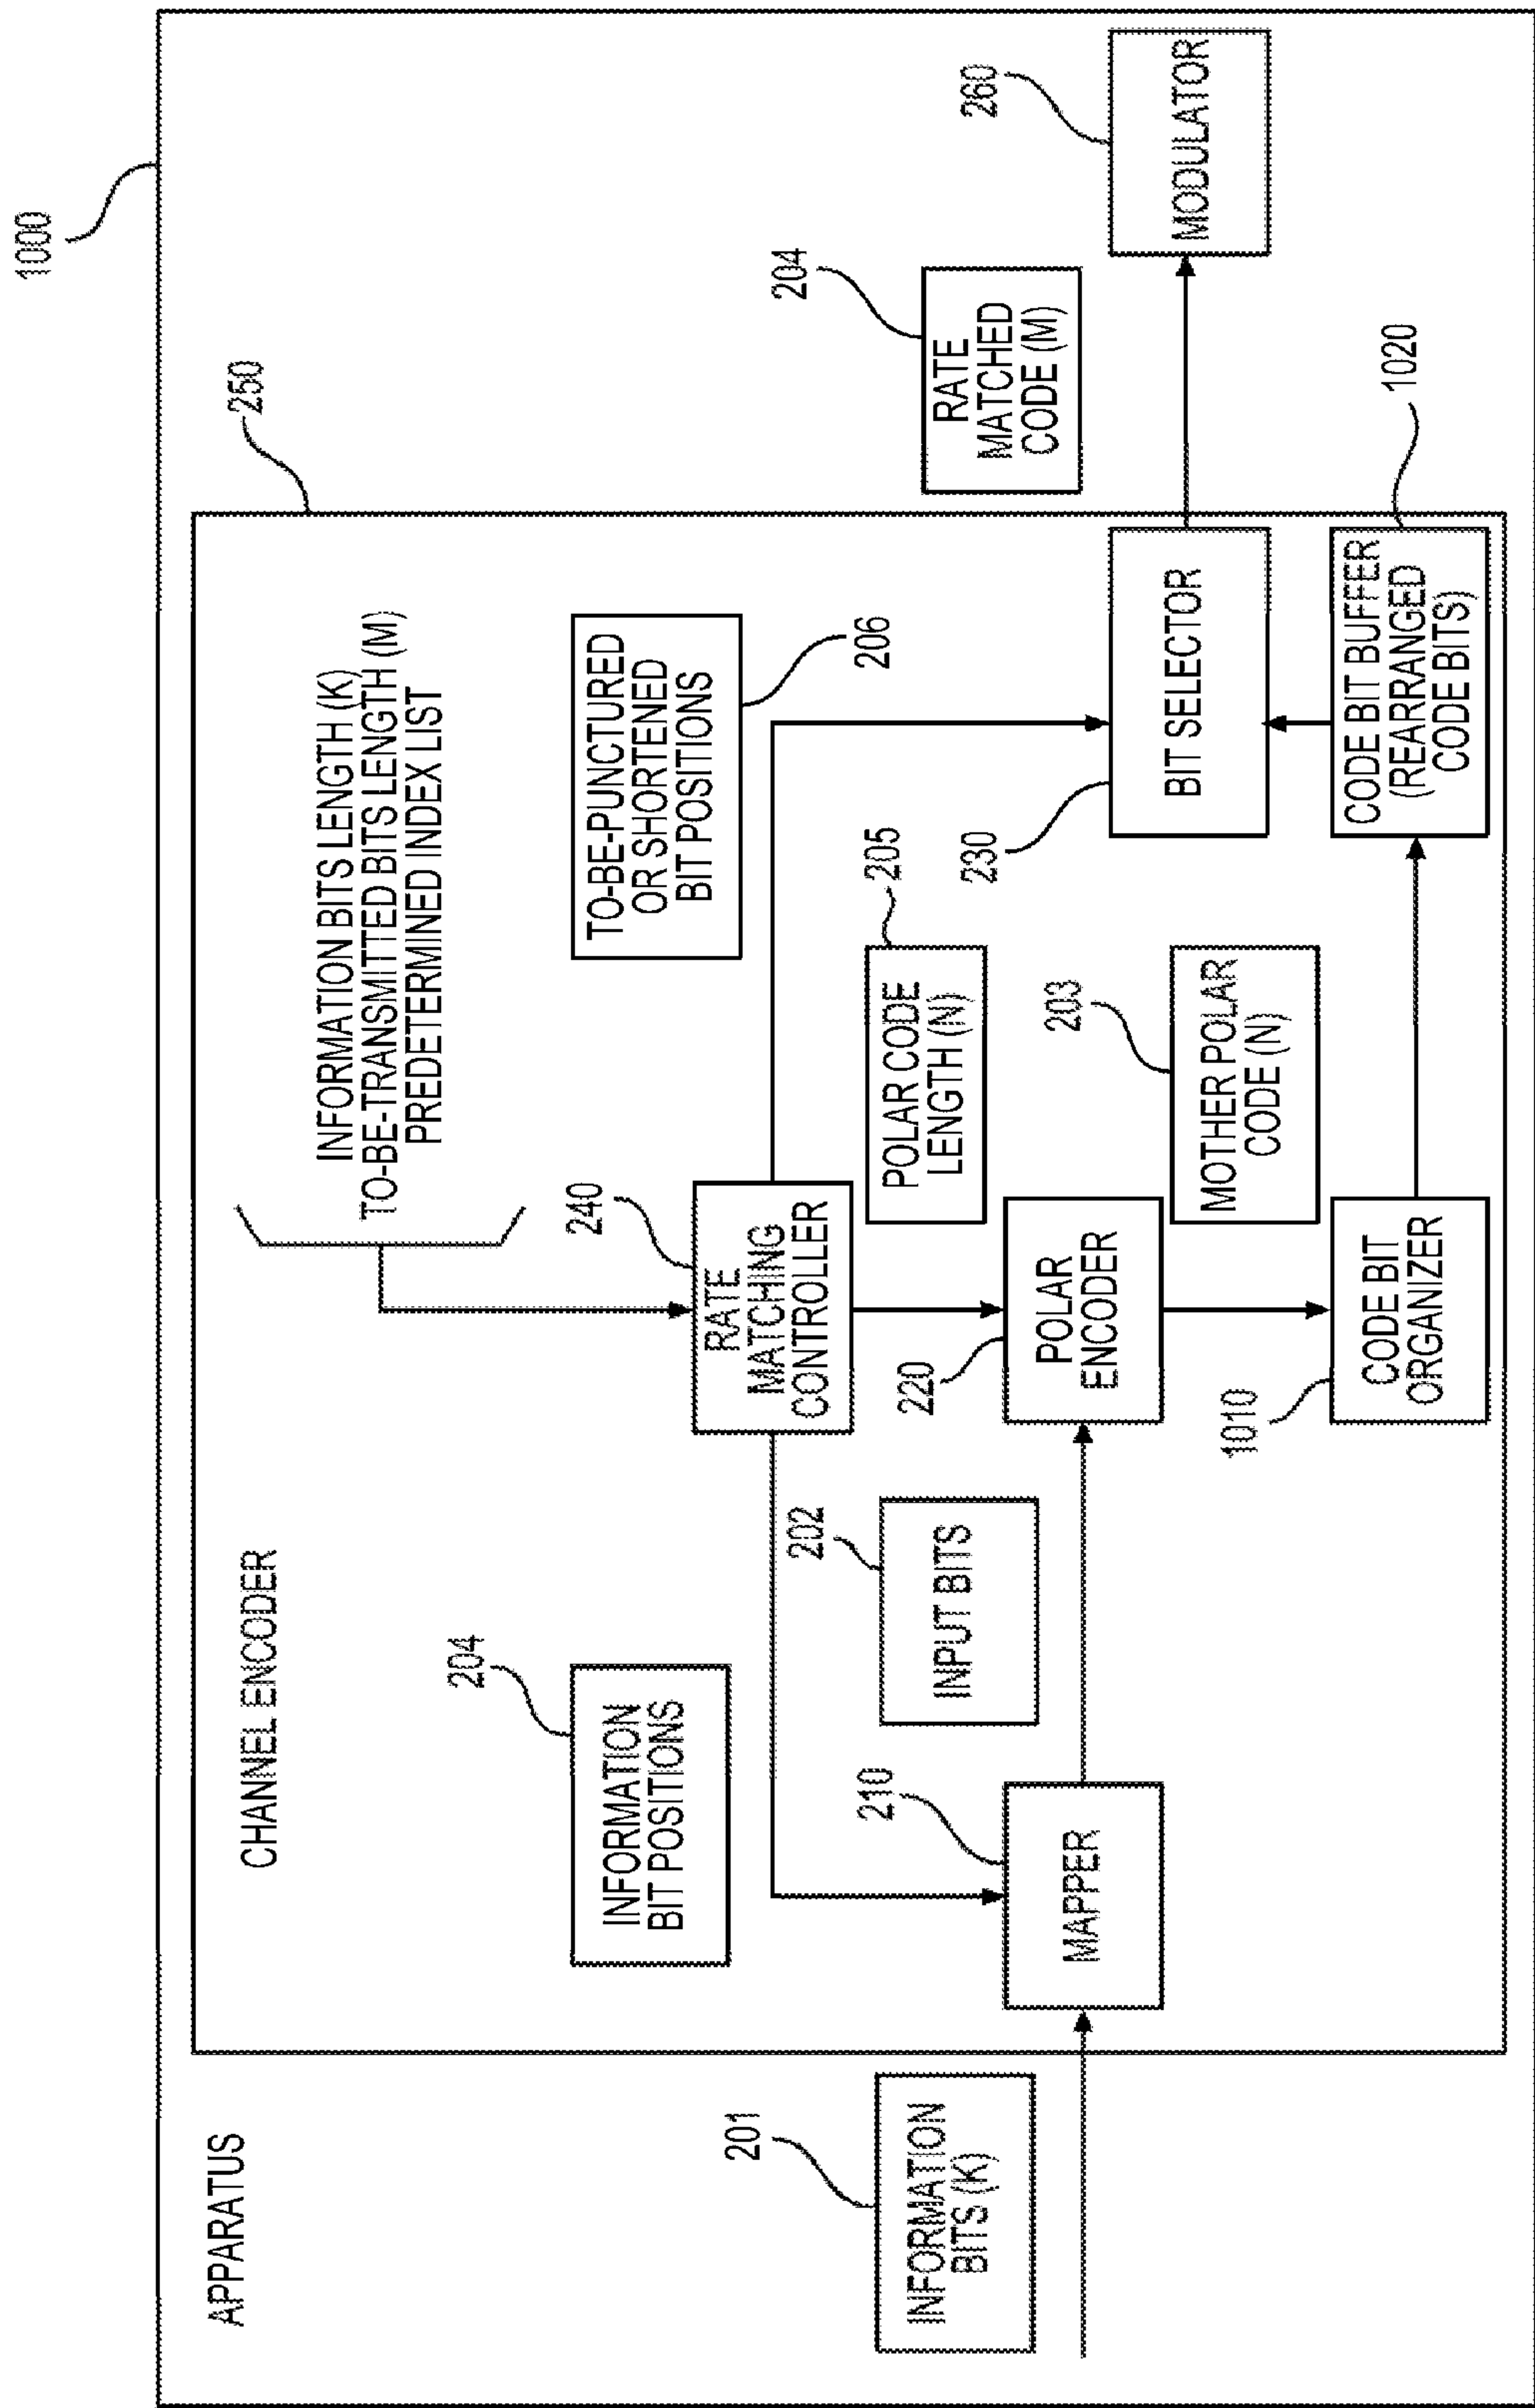 1000
APPARATUS
250
CHANNEL ENCODER
INFORMATION BITS LENGTH (K)
TO-BE-TRANSMITTED BITS LENGTH (M)
PREDETERMINED INDEX LIST
204
INFORMATION
BIT POSITIONS
240
RATE
MATCHING
CONTROLLER
TO-BE-PUNCTURED
OR SHORTENED
BIT POSITIONS
206
201
INFORMATION
BITS (K)
210
MAPPER
202
INPUT BITS
220
POLAR
ENCODER
205
POLAR CODE
LENGTH (N)
203
MOTHER POLAR
CODE (N)
230
BIT SELECTOR
204
RATE
MATCHED
CODE (M)
260
MODULATOR
1010
CODE BIT
ORGANIZER
CODE BIT BUFFER
(REARRANGED
CODE BITS)
1020